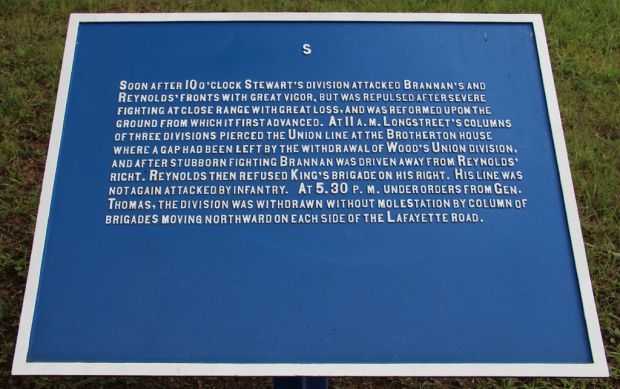 S
SOON AFTER 10 O'CLOCK STEWART'S DIVISION ATTACKED BRANNAN'S AND
REYNOLDS' FRONTS WITH GREAT VIGOR, BUT WAS REPULSED AFTER SEVERE
FIGHTING AT CLOSE RANGE WITH GREAT LOSS, AND WAS REFORMED UPON THE
GROUND FROM WHICH IT FIRST ADVANCED. AT 11 A.M. LONGSTREET'S COLUMNS
OF THREE DIVISIONS PIERCED THE UNION LINE AT THE BROTHERTON HOUSE
WHERE A GAP HAD BEEN LEFT BY THE WITHDRAWAL OF WOOD'S UNION DIVISION,
AND AFTER STUBBORN FIGHTING BRANNAN WAS DRIVEN AWAY FROM REYNOLDS'
RIGHT. REYNOLDS THEN REFUSED KING'S BRIGADE ON HIS RIGHT. HIS LINE WAS
NOT AGAIN ATTACKED BY INFANTRY. AT 5.30 P. M. UNDER ORDERS FROM GEN.
THOMAS, THE DIVISION WAS WITHDRAWN WITHOUT MOLESTATION BY COLUMN OF
BRIGADES MOVING NORTHWARD ON EACH SIDE OF THE LAFAYETTE ROAD.